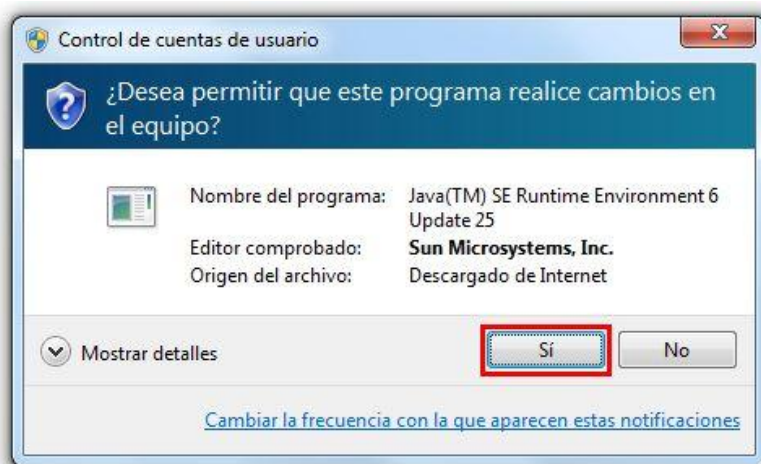 Control de cuentas de usuario
¿Desea permitir que este programa realice cambios en
el equipo?
Nombre del programa: Java(TM) SE Runtime Environment 6
Update 25
Editor comprobado: Sun Microsystems, Inc.
Origen del archivo: Descargado de Internet
Mostrar detalles Sí No
Cambiar la frecuencia con la que aparecen estas notificaciones